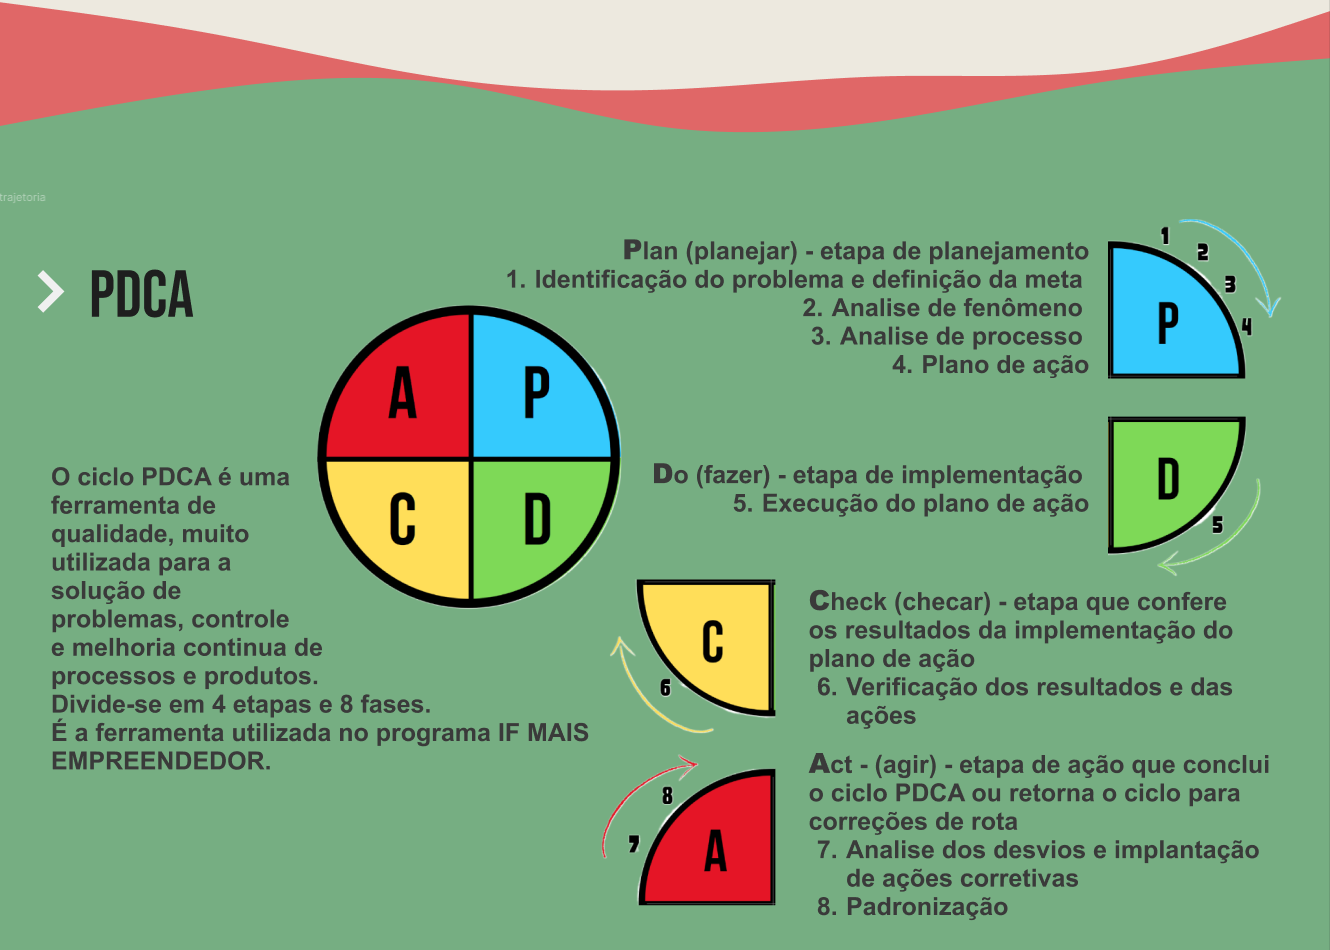 trajetoria
PDCA
O ciclo PDCA é uma
ferramenta de
qualidade, muito
utilizada para a
solução de
problemas, controle
e melhoria continua de
processos e produtos.
Divide-se em 4 etapas e 8 fases.
É a ferramenta utilizada no programa IF MAIS
EMPREENDEDOR.
A P
C D
Plan (planejar) - etapa de planejamento
1. Identificação do problema e definição da meta
2. Analise de fenômeno
3. Analise de processo
4. Plano de ação
1
2
3
4
P
Do (fazer) - etapa de implementação
5. Execução do plano de ação
D
5
C
6
Check (checar) - etapa que confere
os resultados da implementação do
plano de ação
6. Verificação dos resultados e das
ações
8
7
A
Act - (agir) - etapa de ação que conclui
o ciclo PDCA ou retorna o ciclo para
correções de rota
7. Analise dos desvios e implantação
de ações corretivas
8. Padronização